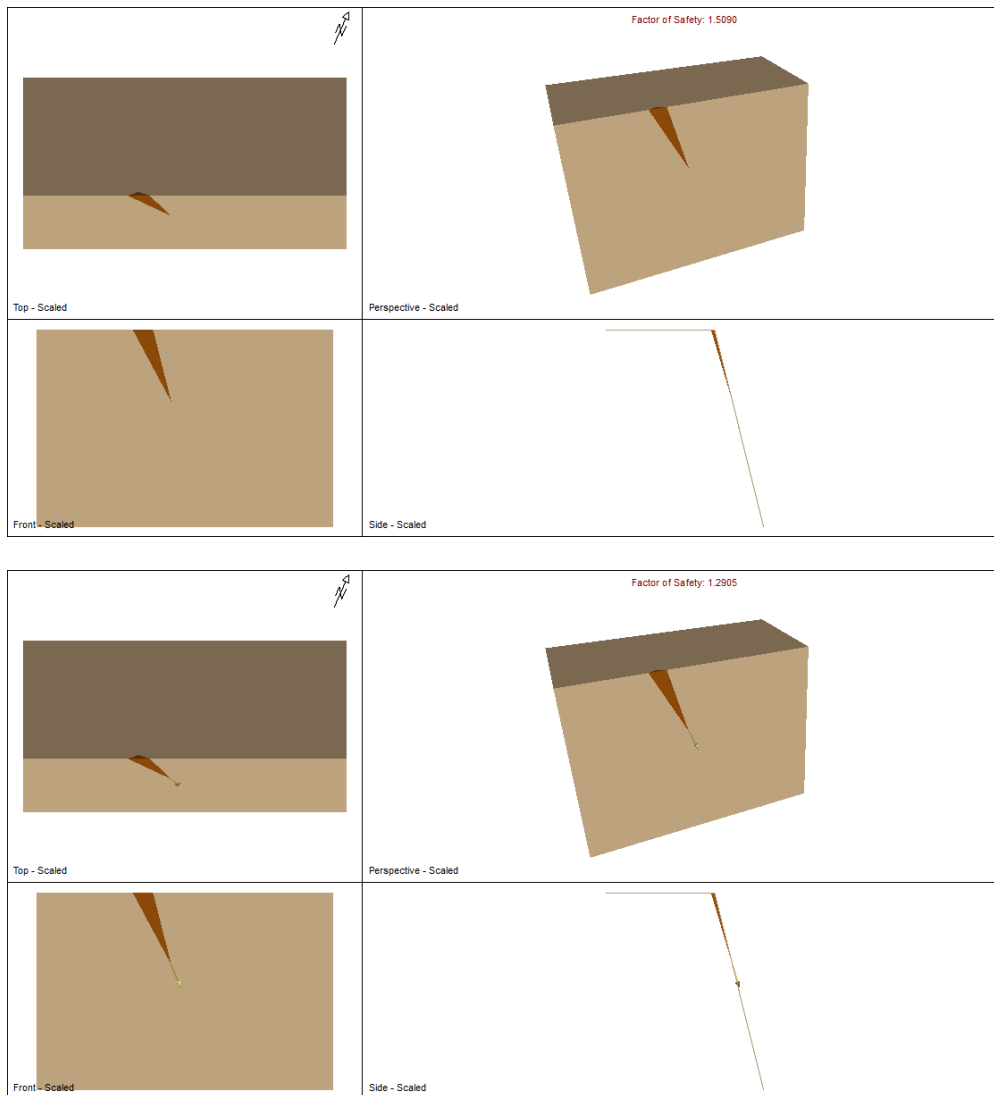 N
Factor of Safety: 1.5090
Top - Scaled
Perspective - Scaled
Front - Scaled
Side - Scaled
N
Factor of Safety: 1.2905
Top - Scaled
Perspective - Scaled
Front - Scaled
Side - Scaled